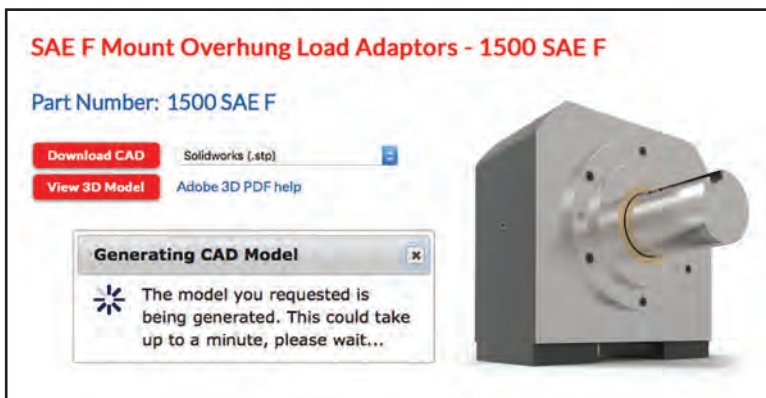 SAE F Mount Overhung Load Adaptors - 1500 SAE F
Part Number: 1500 SAE F
Download CAD
Solidworks (.stp)
View 3D Model
Adobe 3D PDF help
Generating CAD Model
The model you requested is
being generated. This could take
up to a minute, please wait...